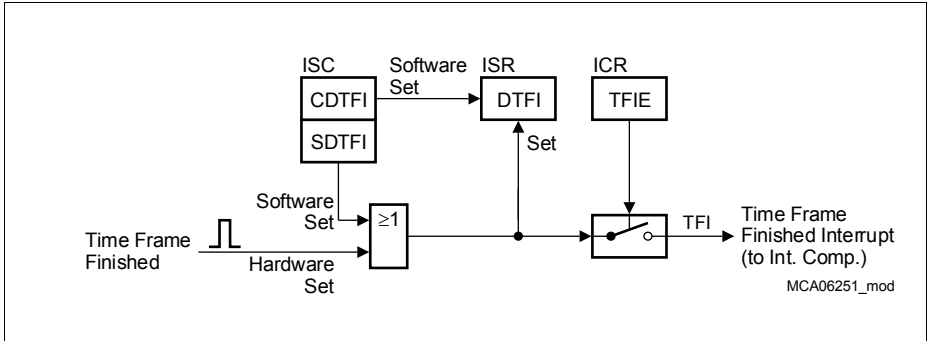 ISC
Software
Set
ISR
ICR
CDTFI
DTFI
TFIE
SDTFI
Set
Software
Set
≥1
Time Frame
Finished
Hardware
Set
TFI
Time Frame
Finished Interrupt
(to Int. Comp.)
MCA06251_mod